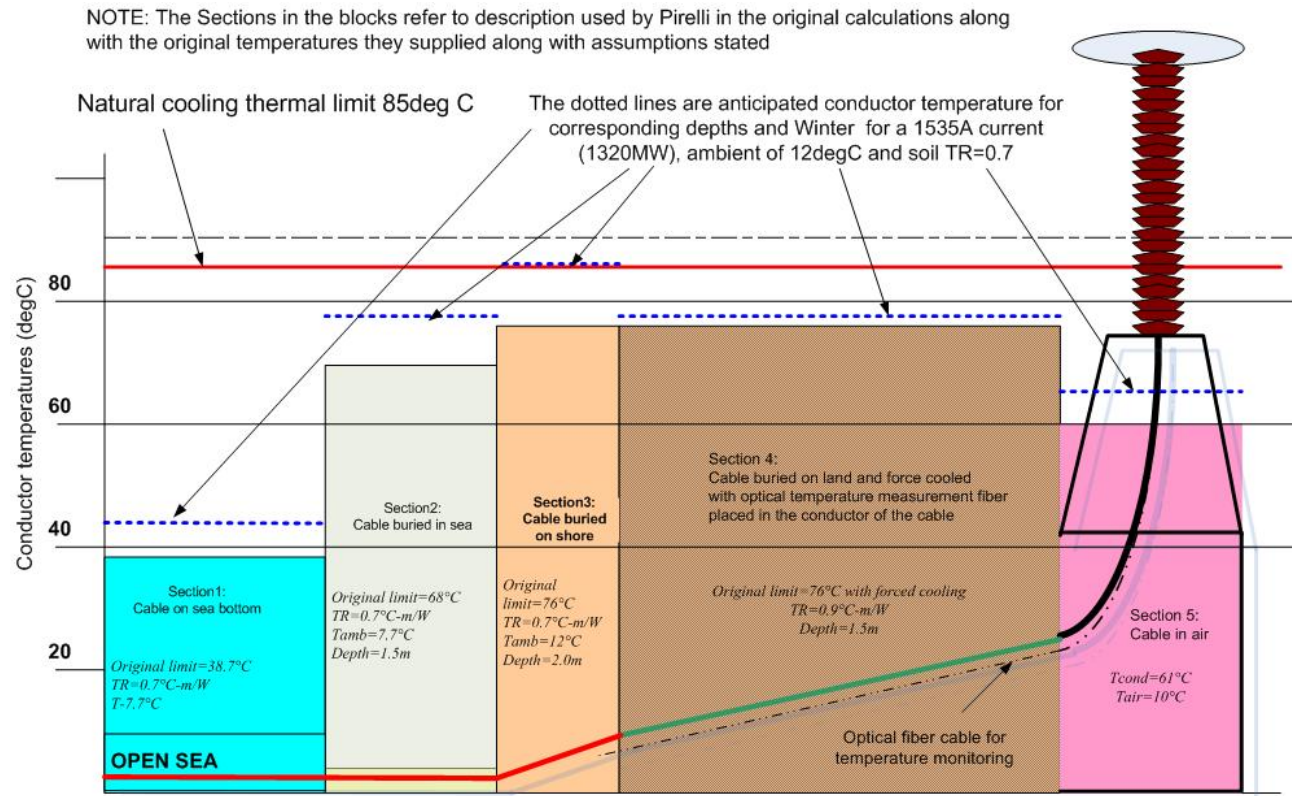 NOTE: The Sections in the blocks refer to description used by Pirelli in the original calculations along
with the original temperatures they supplied along with assumptions stated
Natural cooling thermal limit 85deg C
The dotted lines are anticipated conductor temperature for
corresponding depths and Winter for a 1535A current
(1320MW), ambient of 12degC and soil TR=0.7
Conductor temperatures (degC)
80
60
40
20
Section1:
Cable on sea bottom
Original limit=38.7°C
TR=0.7°C-m/W
T-7.7°C
OPEN SEA
Section2:
Cable buried in sea
Original limit=68°C
TR=0.7°C-m/W
Tamb=7.7°C
Depth=1.5m
Section3:
Cable buried
on shore
Original
limit=76°C
TR=0.7°C-m/W
Tamb=12°C
Depth=2.0m
Section 4:
Cable buried on land and force cooled
with optical temperature measurement fiber
placed in the conductor of the cable
Original limit=76°C with forced cooling
TR=0.9°C-m/W
Depth=1.5m
Optical fiber cable for
temperature monitoring
Section 5:
Cable in air
Tcond=61°C
Tair=10°C